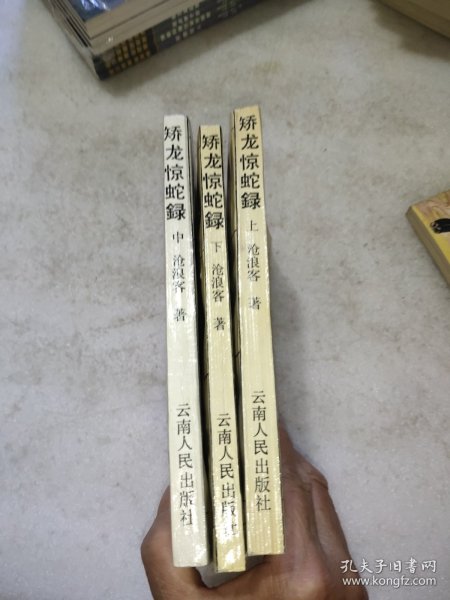 矫龙惊蛇録 中 沧浪客 著 云南人民出版社
矫龙惊蛇録 下 沧浪客 著 云南人民出版社
矫龙惊蛇録 上 沧浪客 著 云南人民出版社
孔夫子旧书网
www.kongfz.com